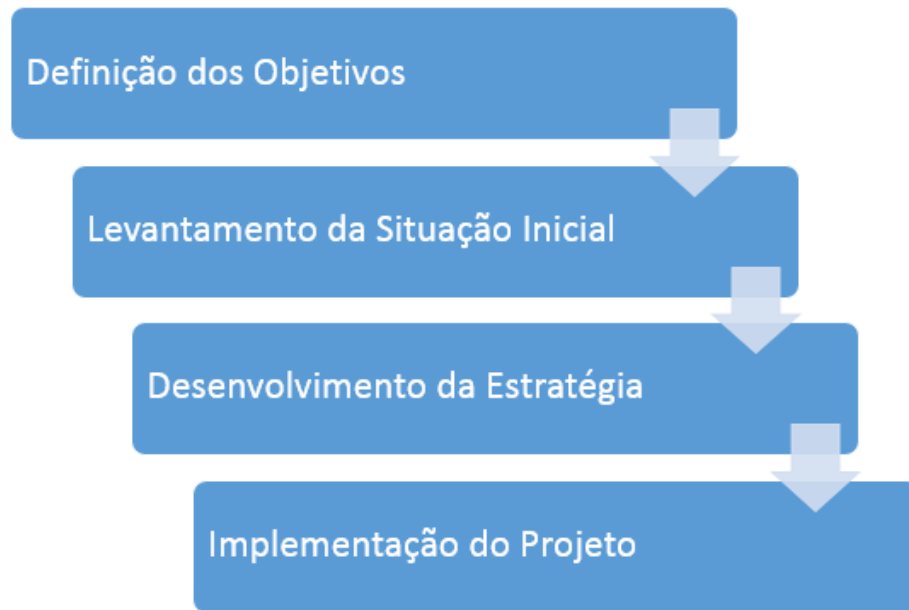 Definição dos Objetivos
Levantamento da Situação Inicial
Desenvolvimento da Estratégia
Implementação do Projeto